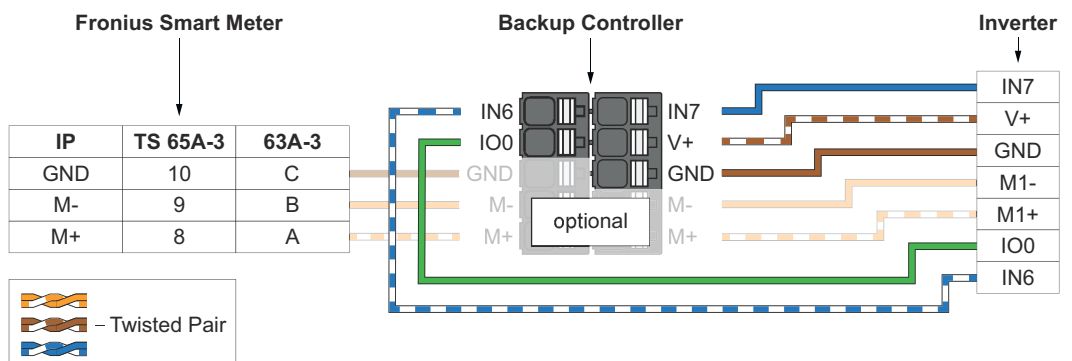 Fronius Smart Meter
Backup Controller
Inverter
IP TS 65A-3 63A-3
GND 10 C
M- 9 B
M+ 8 A
IN6
IO0
GND
M-
M+
optional
IN7
V+
GND
M-
M+
IN7
V+
GND
M1-
M1+
IO0
IN6
– Twisted Pair